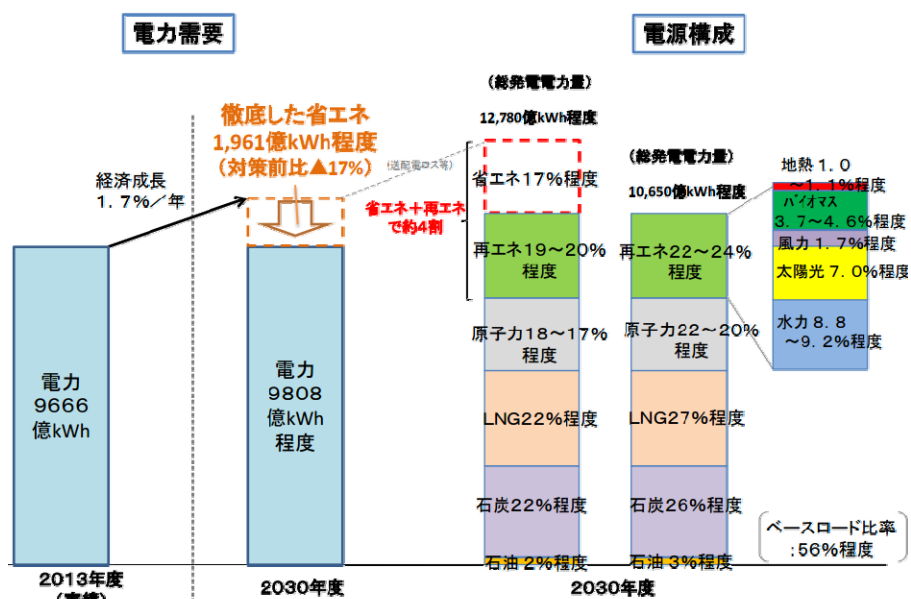 電力需要
電源構成
徹底した省エネ
1,961億kWh程度
(対策前比▲17%)
経済成長
1.7%/年
電力
9666
億kWh
電力
9808
億kWh
程度
2013年度
(実績)
2030年度
(送配電ロス等)
省エネ+再エネ
で約4割
(総発電電力量)
12,780億kWh程度
省エネ17%程度
再エネ19~20%
程度
原子力18~17%
程度
LNG22%程度
石炭22%程度
石油 2%程度
(総発電電力量)
10,650億kWh程度
再エネ22~24%
程度
原子力22~20%
程度
LNG27%程度
石炭26%程度
石油 3%程度
2030年度
地熱 1.0
~1.1%程度
バイオマス
3.7~4.6%程度
風力 1.7%程度
太陽光 7.0%程度
水力 8.8
~9.2%程度
ベースロード比率
:56%程度